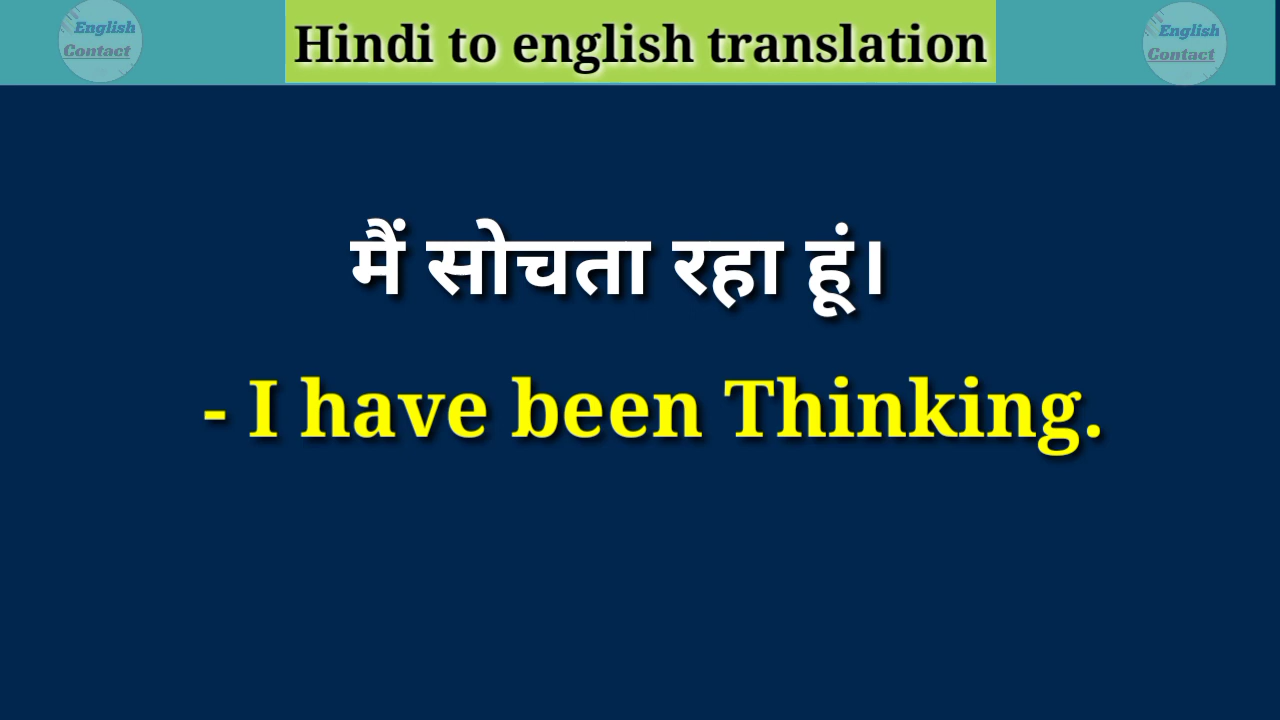 English
Contact
Hindi to english translation
English
Contact
मैं सोचता रहा हूं।
- I have been Thinking.